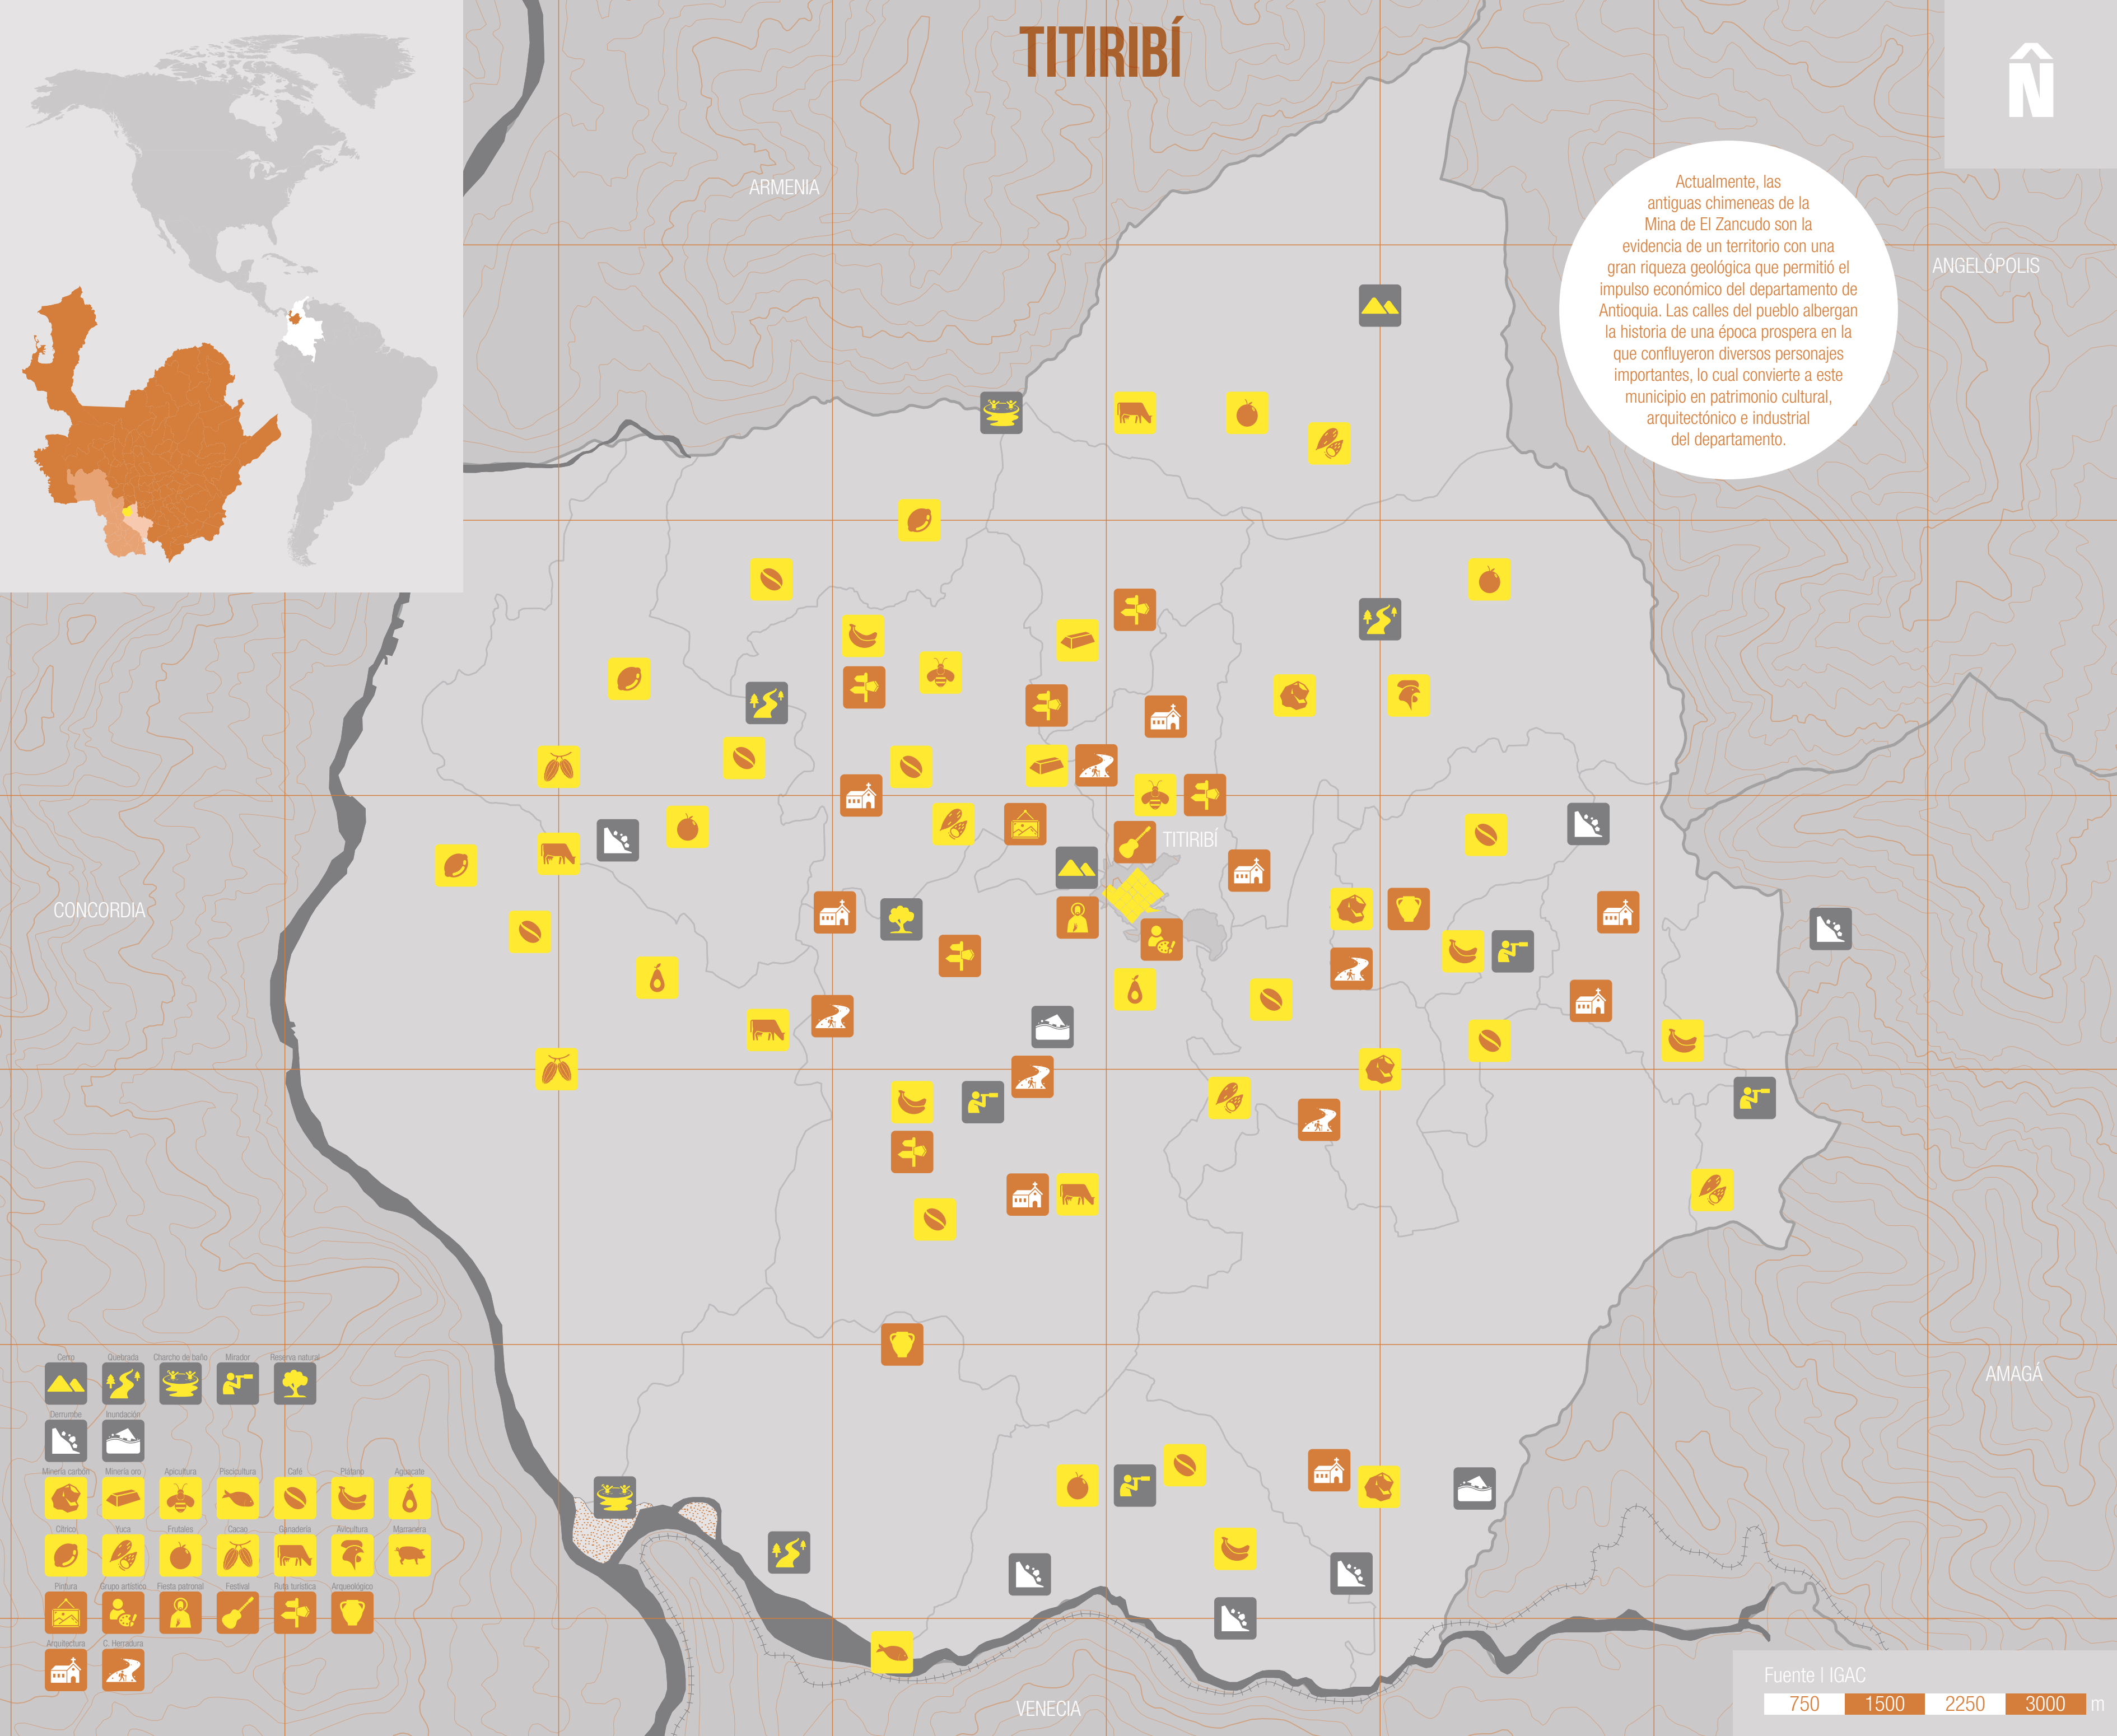 TITIRIBÍ
N
ARMENIA
ANGELÓPOLIS
Actualmente, las
antiguas chimeneas de la
Mina de El Zancudo son la
evidencia de un territorio con una
gran riqueza geológica que permitió el
impulso económico del departamento de
Antioquia. Las calles del pueblo albergan
la historia de una época prospera en la
que confluyeron diversos personajes
importantes, lo cual convierte a este
municipio en patrimonio cultural,
arquitectónico e industrial
del departamento.
TITIRIBÍ
CONCORDIA
AMAGÁ
VENECIA
Cerro Quebrada Charcho de baño Mirador Reserva natural
Derrumbe Inundación
Minería carbón Minería oro Apicultura Piscicultura Café Plátano Aguacate
Cítrico Yuca Frutales Cacao Ganadería Avicultura Marranera
Pintura Grupo artístico Fiesta patronal Festival Ruta turística Arqueológico
Arquitectura C. Herradura
Fuente | IGAC
750 1500 2250 3000 m